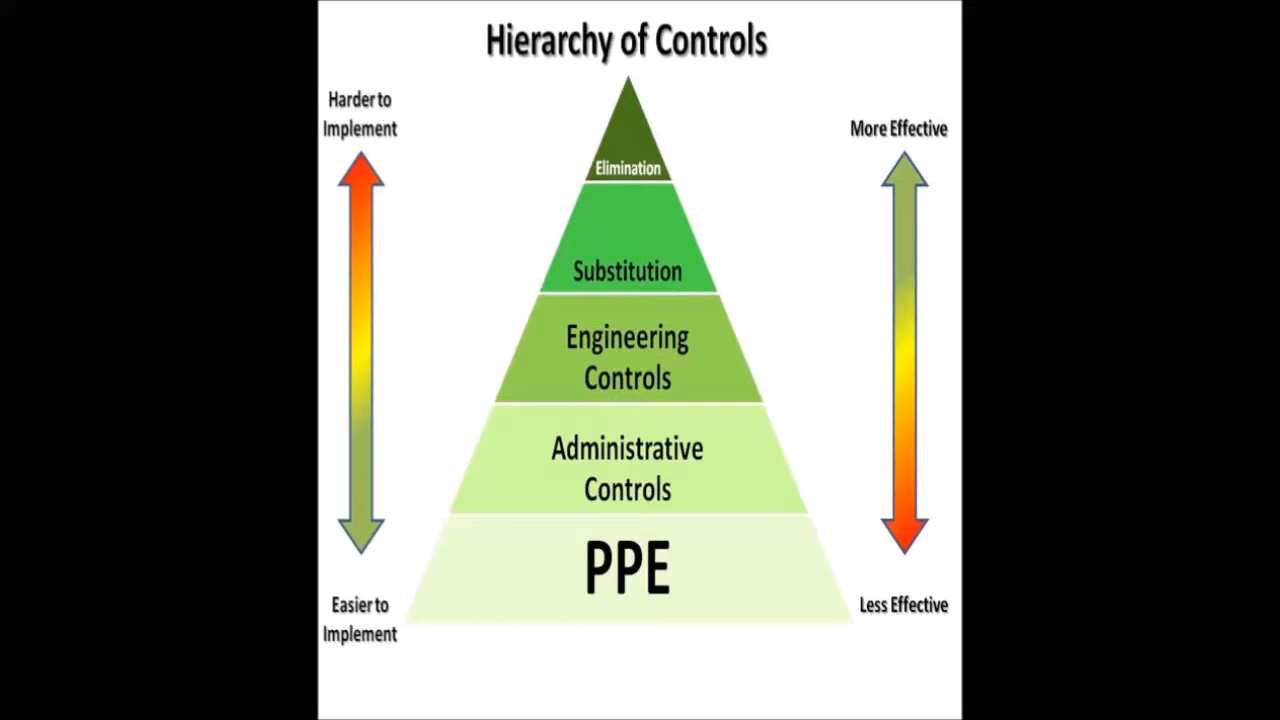 Hierarchy of Controls
Harder to
Implement
More Effective
Elimination
Substitution
Engineering
Controls
Administrative
Controls
PPE
Easier to
Implement
Less Effective